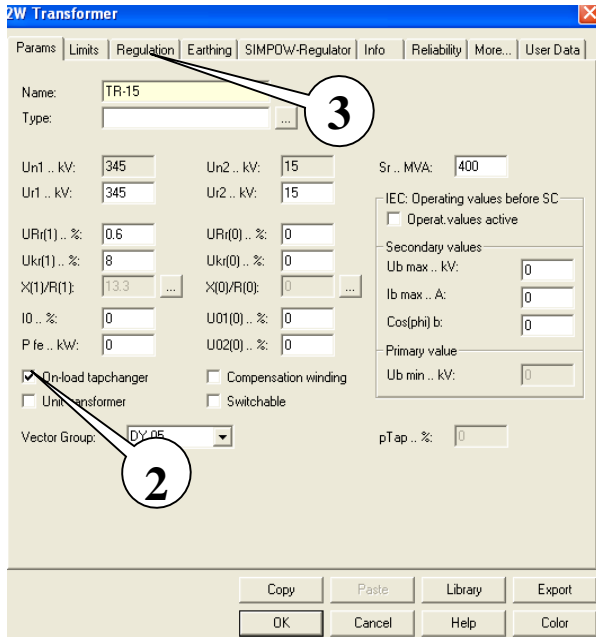 2W Transformer
Params Limits Regulation Earthing SIMPOW-Regulator Info Reliability More... User Data
Name: TR-15
Type: ...
3
Un1 .. kV: 345 Un2 .. kV: 15 Sr .. MVA: 400
Ur1 .. kV: 345 Ur2 .. kV: 15
IEC: Operating values before SC
Operat.values active
URr(1) .. %: 0.6 URr(0) .. %: 0
Secondary values
Ukr(1) .. %: 8 Ukr(0) .. %: 0 Ub max .. kV: 0
X(1)/R(1): 13.3 ... X(0)/R(0): 0 ... Ib max .. A: 0
I0 .. %: 0 U01(0) .. %: 0 Cos(phi) b: 0
P fe .. kW: 0 U02(0) .. %: 0
Primary value
On-load tapchanger Compensation winding Ub min .. kV: 0
Unit transformer Switchable
Vector Group: DY 05 pTap .. %: 0
2
Copy Paste Library Export
OK Cancel Help Color